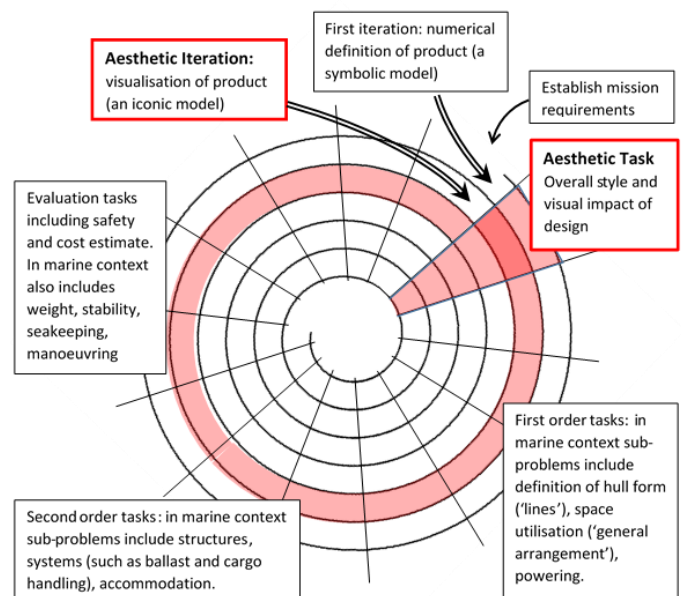 First iteration: numerical
definition of product (a
symbolic model)
Aesthetic Iteration:
visualisation of product
(an iconic model)
Establish mission
requirements
Aesthetic Task
Overall style and
visual impact of
design
Evaluation tasks
including safety
and cost estimate.
In marine context
also includes
weight, stability,
seakeeping,
manoeuvring
First order tasks: in
marine context sub-
problems include
definition of hull form
(‘lines’), space
utilisation (‘general
arrangement’),
powering.
Second order tasks: in marine context
sub-problems include structures,
systems (such as ballast and cargo
handling), accommodation.